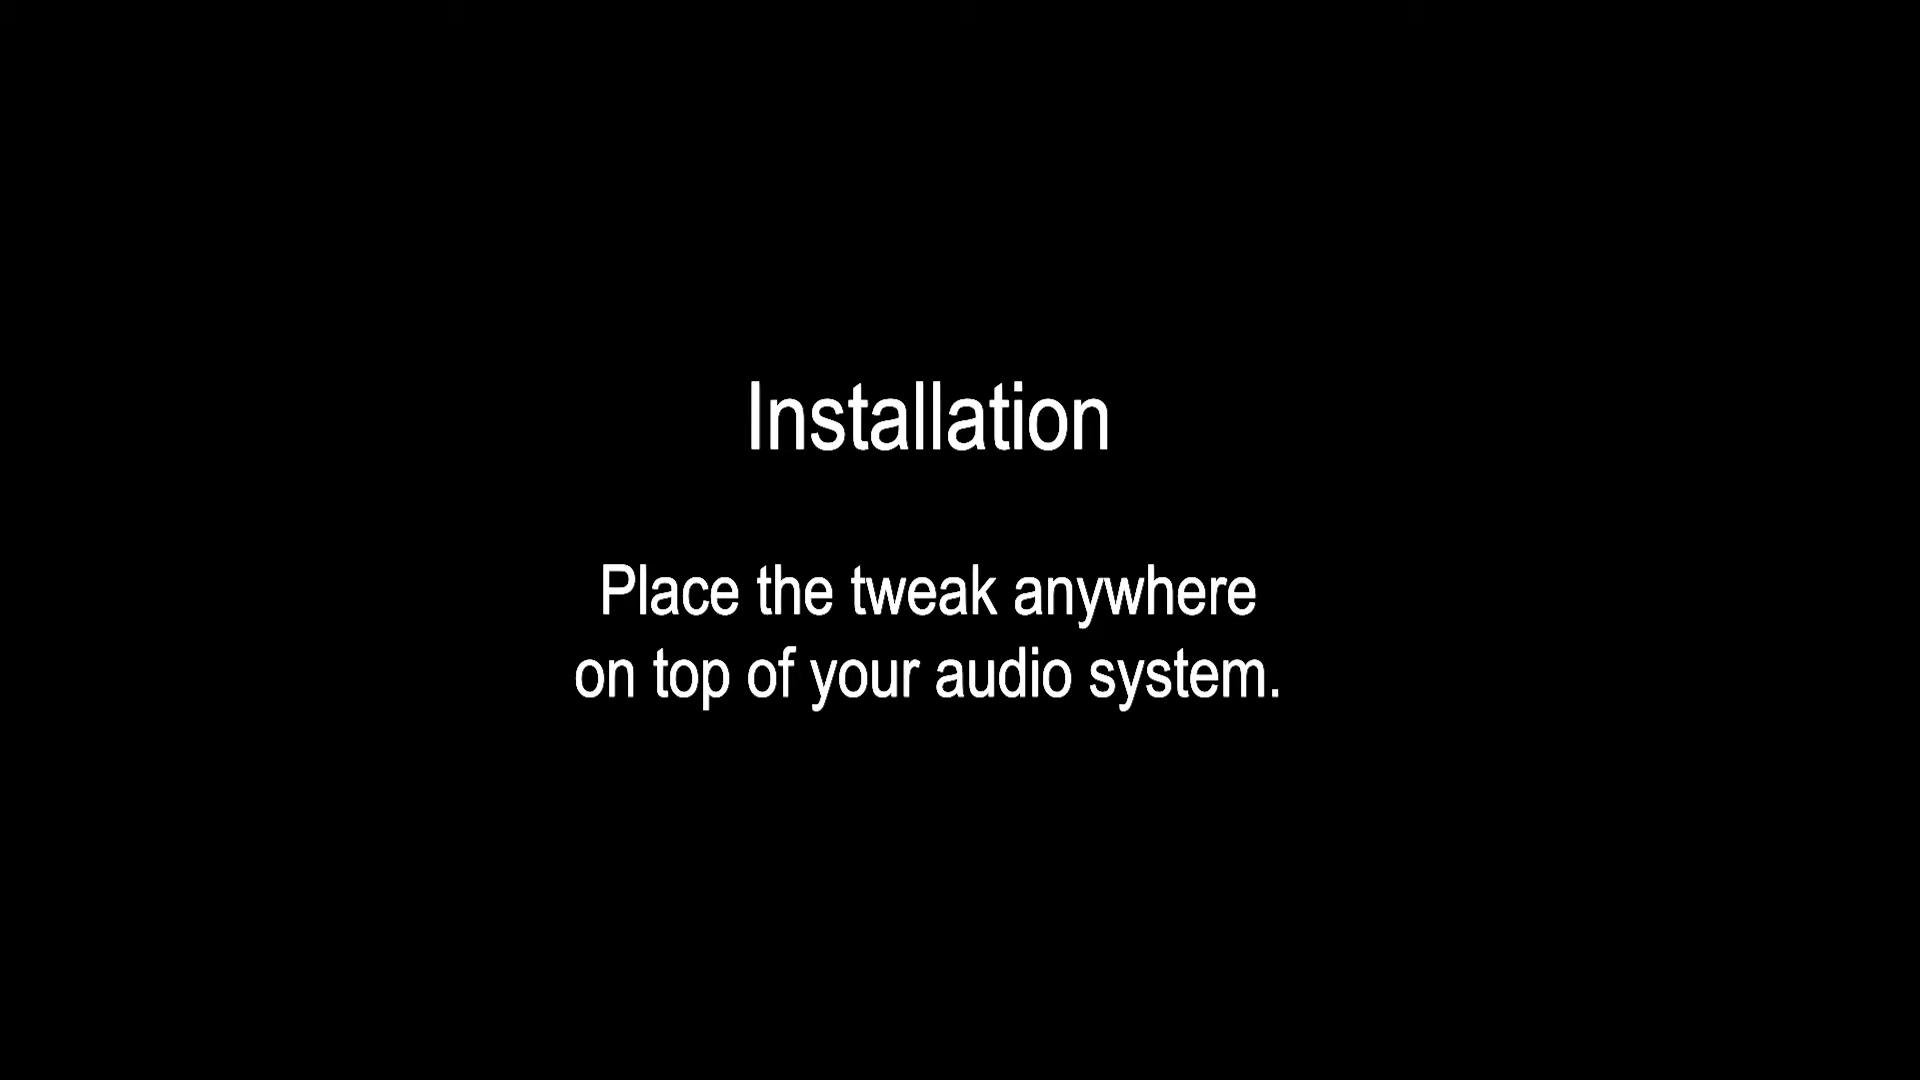 Installation
Place the tweak anywhere
on top of your audio system.